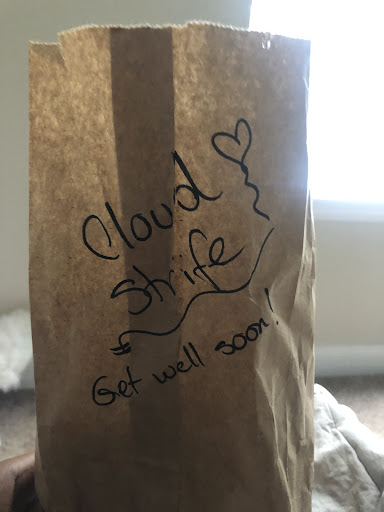 Cloud
Strife
Get well soon!